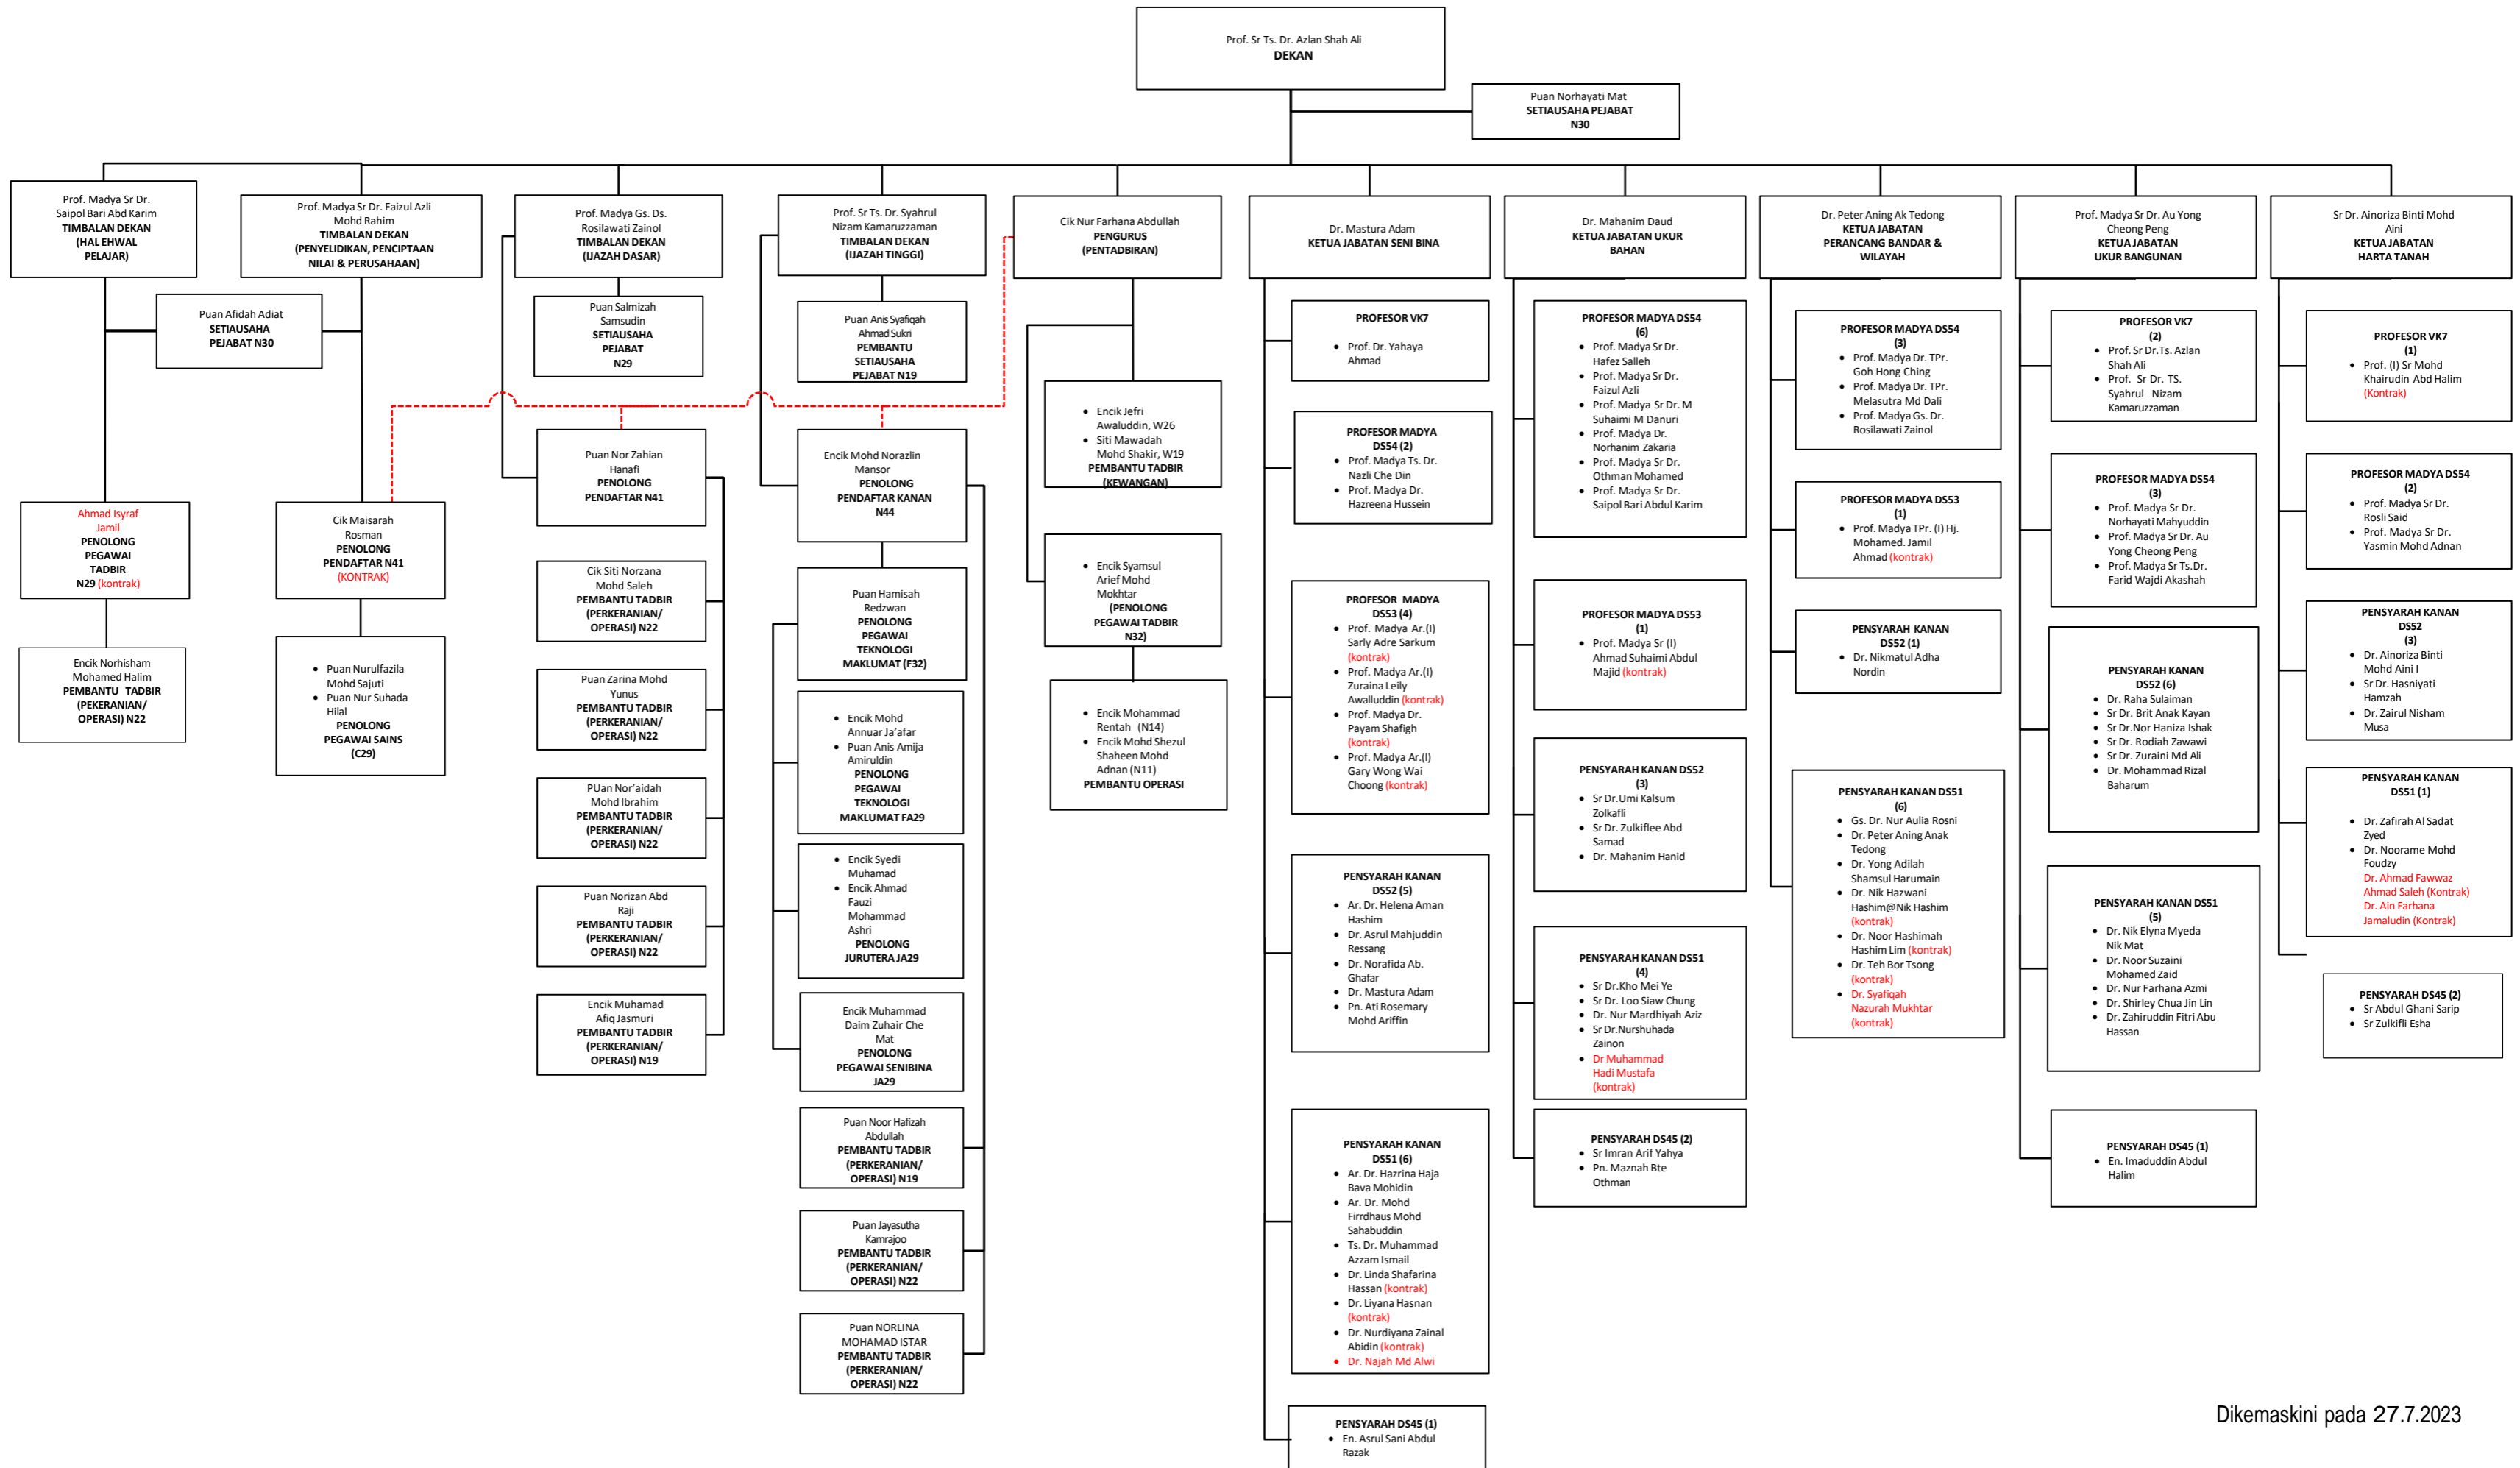 Prof. Sr Ts. Dr. Azlan Shah Ali
DEKAN
Puan Norhayati Mat
SETIAUSAHA PEJABAT
N30
Prof. Madya Sr Dr.
Saipol Bari Abd Karim
TIMBALAN DEKAN
(HAL EHWAL
PELAJAR)
Prof. Madya Sr Dr. Faizul Azli
Mohd Rahim
TIMBALAN DEKAN
(PENYELIDIKAN, PENCIPTAAN
NILAI & PERUSAHAAN)
Prof. Madya Gs. Ds.
Rosilawati Zainol
TIMBALAN DEKAN
(IJAZAH DASAR)
Prof. Sr Ts. Dr. Syahrul
Nizam Kamaruzzaman
TIMBALAN DEKAN
(IJAZAH TINGGI)
Cik Nur Farhana Abdullah
PENGURUS
(PENTADBIRAN)
Dr. Mastura Adam
KETUA JABATAN SENI BINA
Dr. Mahanim Daud
KETUA JABATAN UKUR
BAHAN
Dr. Peter Aning Ak Tedong
KETUA JABATAN
PERANCANG BANDAR &
WILAYAH
Prof. Madya Sr Dr. Au Yong
Cheong Peng
KETUA JABATAN
UKUR BANGUNAN
Sr Dr. Ainoriza Binti Mohd
Aini
KETUA JABATAN
HARTA TANAH
Puan Afidah Adiat
SETIAUSAHA
PEJABAT N30
Ahmad Isyraf
Jamil
PENOLONG
PEGAWAI
TADBIR
N29 (kontrak)
Encik Norhisham
Mohamed Halim
PEMBANTU TADBIR
(PEKERANIAN/
OPERASI) N22
Cik Maisarah
Rosman
PENOLONG
PENDAFTAR N41
(KONTRAK)
• Puan Nurulfazila
Mohd Sajuti
• Puan Nur Suhada
Hilal
PENOLONG
PEGAWAI SAINS
(C29)
Puan Salmizah
Samsudin
SETIAUSAHA
PEJABAT
N29
Puan Nor Zahian
Hanafi
PENOLONG
PENDAFTAR N41
Cik Siti Norzana
Mohd Saleh
PEMBANTU TADBIR
(PERKERANIAN/
OPERASI) N22
Puan Zarina Mohd
Yunus
PEMBANTU TADBIR
(PERKERANIAN/
OPERASI) N22
PUan Nor'aidah
Mohd Ibrahim
PEMBANTU TADBIR
(PERKERANIAN/
OPERASI) N22
Puan Norizan Abd
Raji
PEMBANTU TADBIR
(PERKERANIAN/
OPERASI) N22
Encik Muhamad
Afiq Jasmuri
PEMBANTU TADBIR
(PERKERANIAN/
OPERASI) N19
Puan Anis Syafiqah
Ahmad Sukri
PEMBANTU
SETIAUSAHA
PEJABAT N19
Encik Mohd Norazlin
Mansor
PENOLONG
PENDAFTAR KANAN
N44
Puan Hamisah
Redzwan
PENOLONG
PEGAWAI
TEKNOLOGI
MAKLUMAT (F32)
• Encik Mohd
Annuar Ja'afar
• Puan Anis Amija
Amiruldin
PENOLONG
PEGAWAI
TEKNOLOGI
MAKLUMAT FA29
• Encik Syedi
Muhamad
• Encik Ahmad
Fauzi
Mohammad
Ashri
PENOLONG
JURUTERA JA29
Encik Muhammad
Daim Zuhair Che
Mat
PENOLONG
PEGAWAI SENIBINA
JA29
Puan Noor Hafizah
Abdullah
PEMBANTU TADBIR
(PERKERANIAN/
OPERASI) N19
Puan Jayasutha
Kamrajoo
PEMBANTU TADBIR
(PERKERANIAN/
OPERASI) N22
Puan NORLINA
MOHAMAD ISTAR
PEMBANTU TADBIR
(PERKERANIAN/
OPERASI) N22
• Encik Jefri
Awaluddin, W26
• Siti Mawadah
Mohd Shakir, W19
PEMBANTU TADBIR
(KEWANGAN)
• Encik Syamsul
Arief Mohd
Mokhtar
(PENOLONG
PEGAWAI TADBIR
N32)
• Encik Mohammad
Rentah (N14)
• Encik Mohd Shezul
Shaheen Mohd
Adnan (N11)
PEMBANTU OPERASI
PROFESOR VK7
• Prof. Dr. Yahaya
Ahmad
PROFESOR MADYA
DS54 (2)
• Prof. Madya Ts. Dr.
Nazli Che Din
• Prof. Madya Dr.
Hazreena Hussein
PROFESOR MADYA
DS53 (4)
• Prof. Madya Ar.(I)
Sarly Adre Sarkum
(kontrak)
• Prof. Madya Ar.(I)
Zuraina Leily
Awalluddin (kontrak)
• Prof. Madya Dr.
Payam Shafigh
(kontrak)
• Prof. Madya Ar.(I)
Gary Wong Wai
Choong (kontrak)
PENSYARAH KANAN
DS52 (5)
• Ar. Dr. Helena Aman
Hashim
• Dr. Asrul Mahjuddin
Ressang
• Dr. Norafida Ab.
Ghafar
• Dr. Mastura Adam
• Pn. Ati Rosemary
Mohd Ariffin
PENSYARAH KANAN
DS51 (6)
• Ar. Dr. Hazrina Haja
Bava Mohidin
• Ar. Dr. Mohd
Firrdhaus Mohd
Sahabuddin
• Ts. Dr. Muhammad
Azzam Ismail
• Dr. Linda Shafarina
Hassan (kontrak)
• Dr. Liyana Hasnan
(kontrak)
• Dr. Nurdiyana Zainal
Abidin (kontrak)
• Dr. Najah Md Alwi
PENSYARAH DS45 (1)
• En. Asrul Sani Abdul
Razak
PROFESOR MADYA DS54
(6)
• Prof. Madya Sr Dr.
Hafez Salleh
• Prof. Madya Sr Dr.
Faizul Azli
• Prof. Madya Sr Dr. M
Suhaimi M Danuri
• Prof. Madya Dr.
Norhanim Zakaria
• Prof. Madya Sr Dr.
Othman Mohamed
• Prof. Madya Sr Dr.
Saipol Bari Abdul Karim
PROFESOR MADYA DS53
(1)
• Prof. Madya Sr (I)
Ahmad Suhaimi Abdul
Majid (kontrak)
PENSYARAH KANAN DS52
(3)
• Sr Dr.Umi Kalsum
Zolkafli
• Sr Dr. Zulkiflee Abd
Samad
• Dr. Mahanim Hanid
PENSYARAH KANAN DS51
(4)
• Sr Dr.Kho Mei Ye
• Sr Dr. Loo Siaw Chung
• Dr. Nur Mardhiyah Aziz
• Sr Dr.Nurshuhada
Zainon
• Dr Muhammad
Hadi Mustafa
(kontrak)
PENSYARAH DS45 (2)
• Sr Imran Arif Yahya
• Pn. Maznah Bte
Othman
PROFESOR MADYA DS54
(3)
• Prof. Madya Dr. TPr.
Goh Hong Ching
• Prof. Madya Dr. TPr.
Melasutra Md Dali
• Prof. Madya Gs. Dr.
Rosilawati Zainol
PROFESOR MADYA DS53
(1)
• Prof. Madya TPr. (I) Hj.
Mohamed. Jamil
Ahmad (kontrak)
PENSYARAH KANAN
DS52 (1)
• Dr. Nikmatul Adha
Nordin
PENSYARAH KANAN DS51
(6)
• Gs. Dr. Nur Aulia Rosni
• Dr. Peter Aning Anak
Tedong
• Dr. Yong Adilah
Shamsul Harumain
• Dr. Nik Hazwani
Hashim@Nik Hashim
(kontrak)
• Dr. Noor Hashimah
Hashim Lim (kontrak)
• Dr. Teh Bor Tsong
(kontrak)
• Dr. Syafiqah
Nazurah Mukhtar
(kontrak)
PROFESOR VK7
(2)
• Prof. Sr Dr.Ts. Azlan
Shah Ali
• Prof. Sr Dr. TS.
Syahrul Nizam
Kamaruzzaman
PROFESOR MADYA DS54
(3)
• Prof. Madya Sr Dr.
Norhayati Mahyuddin
• Prof. Madya Sr Dr. Au
Yong Cheong Peng
• Prof. Madya Sr Ts.Dr.
Farid Wajdi Akashah
PENSYARAH KANAN
DS52 (6)
• Dr. Raha Sulaiman
• Sr Dr. Brit Anak Kayan
• Sr Dr.Nor Haniza Ishak
• Sr Dr. Rodiah Zawawi
• Sr Dr. Zuraini Md Ali
• Dr. Mohammad Rizal
Baharum
PENSYARAH KANAN DS51
(5)
• Dr. Nik Elyna Myeda
Nik Mat
• Dr. Noor Suzaini
Mohamed Zaid
• Dr. Nur Farhana Azmi
• Dr. Shirley Chua Jin Lin
• Dr. Zahiruddin Fitri Abu
Hassan
PENSYARAH DS45 (1)
• En. Imaduddin Abdul
Halim
PROFESOR VK7
(1)
• Prof. (I) Sr Mohd
Khairudin Abd Halim
(Kontrak)
PROFESOR MADYA DS54
(2)
• Prof. Madya Sr Dr.
Rosli Said
• Prof. Madya Sr Dr.
Yasmin Mohd Adnan
PENSYARAH KANAN
DS52
(3)
• Dr. Ainoriza Binti
Mohd Aini I
• Sr Dr. Hasniyati
Hamzah
• Dr. Zairul Nisham
Musa
PENSYARAH KANAN
DS51 (1)
• Dr. Zafirah Al Sadat
Zyed
• Dr. Noorame Mohd
Foudzy
Dr. Ahmad Fawwaz
Ahmad Saleh (Kontrak)
Dr. Ain Farhana
Jamaludin (Kontrak)
PENSYARAH DS45 (2)
• Sr Abdul Ghani Sarip
• Sr Zulkifli Esha
Dikemaskini pada 27.7.2023